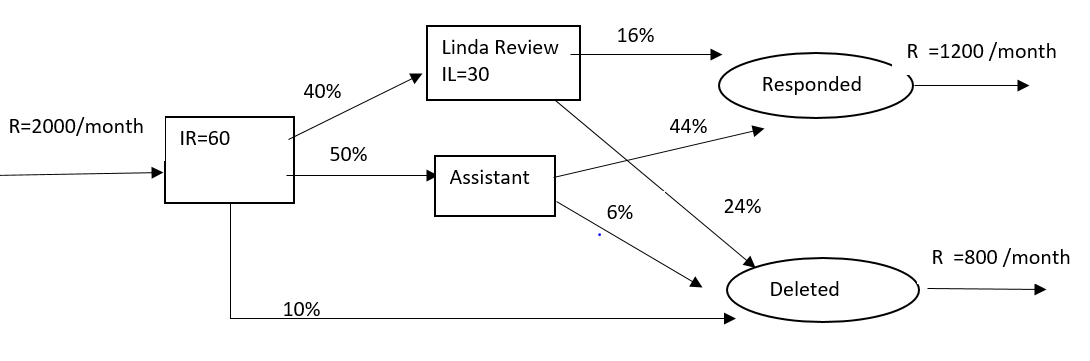 R=2000/month
IR=60
40%
50%
10%
Linda Review
IL=30
Assistant
16%
44%
6%
24%
Responded
R =1200 /month
Deleted
R =800 /month